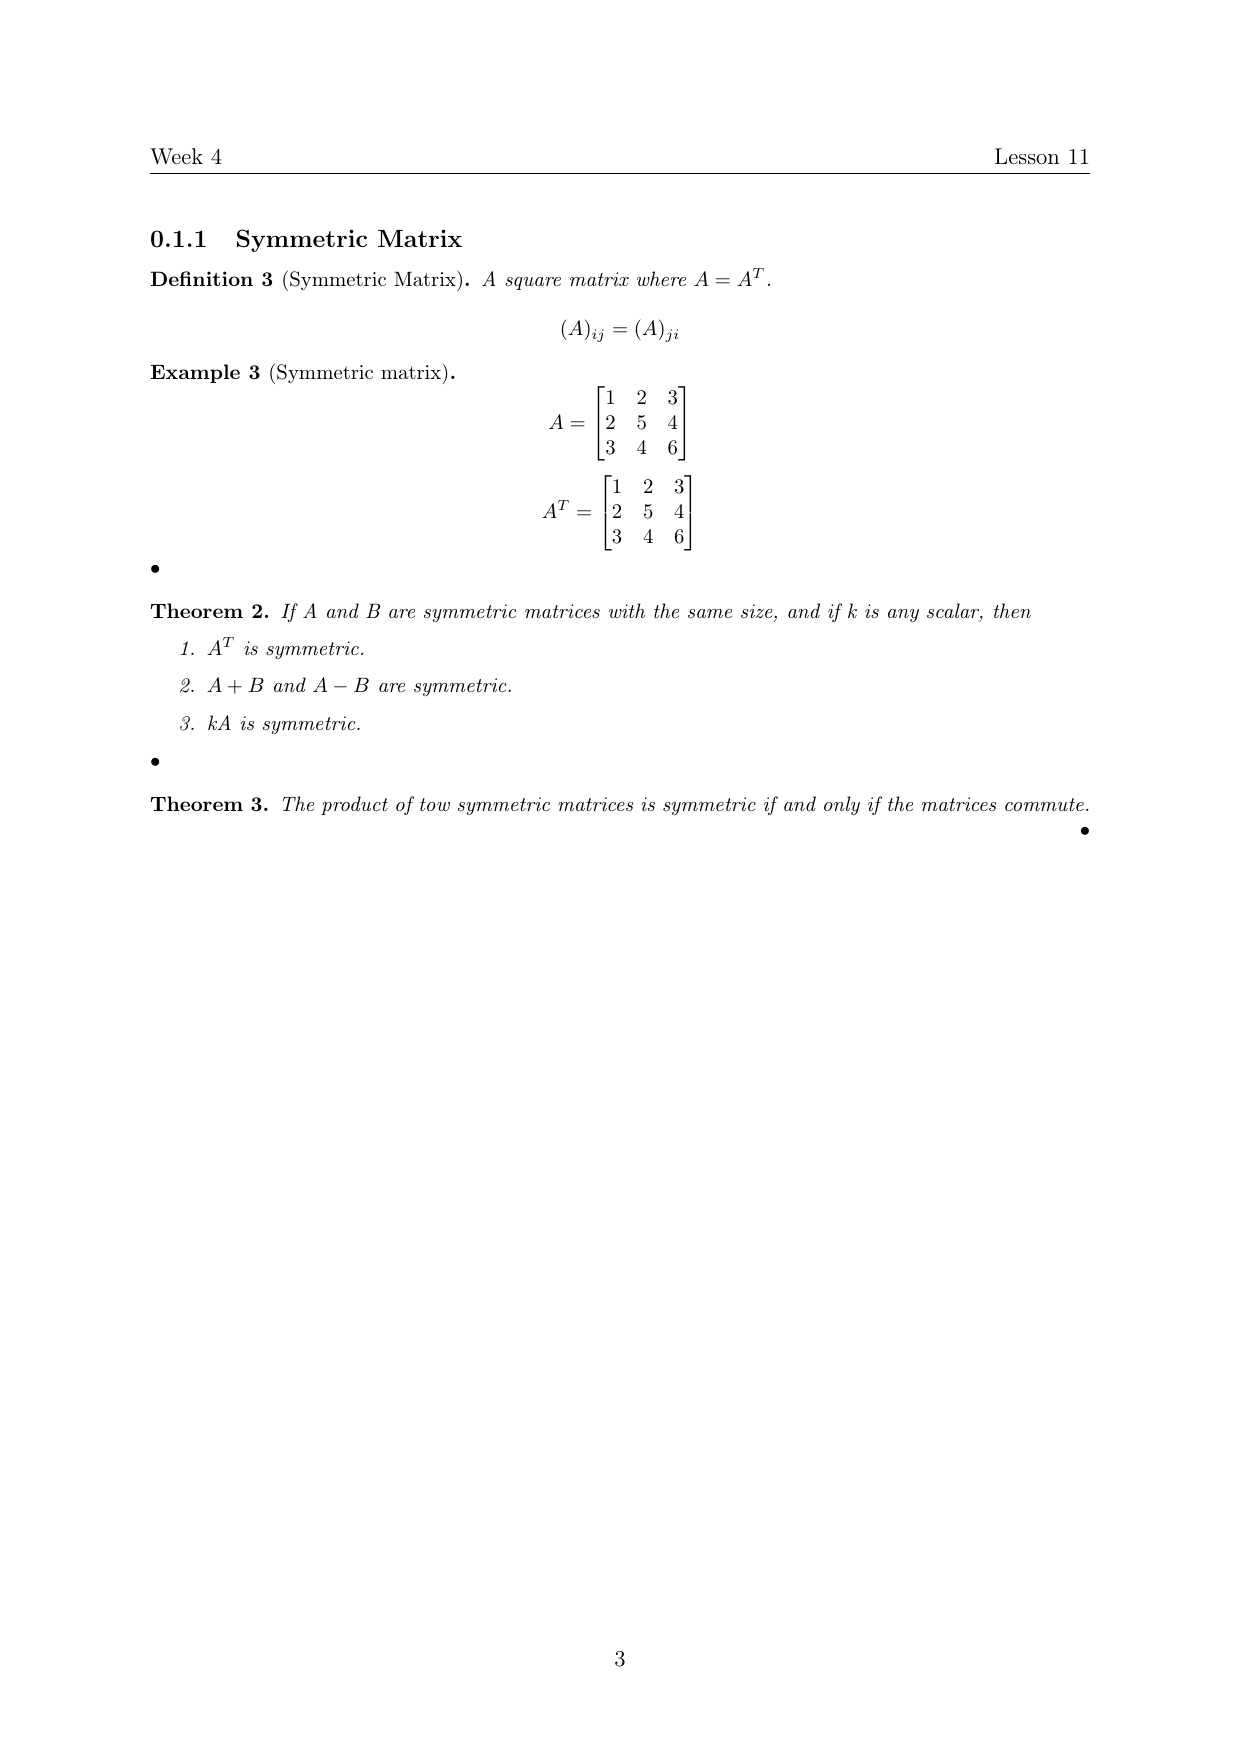 Week 4 Lesson 11
0.1.1 Symmetric Matrix
Definition 3 (Symmetric Matrix). A square matrix where $A = A^T$.
$(A)_{ij} = (A)_{ji}$
Example 3 (Symmetric matrix).
$A = \begin{bmatrix} 1 & 2 & 3 \\ 2 & 5 & 4 \\ 3 & 4 & 6 \end{bmatrix}$
$A^T = \begin{bmatrix} 1 & 2 & 3 \\ 2 & 5 & 4 \\ 3 & 4 & 6 \end{bmatrix}$
•
Theorem 2. If A and B are symmetric matrices with the same size, and if k is any scalar, then
1. $A^T$ is symmetric.
2. $A + B$ and $A - B$ are symmetric.
3. kA is symmetric.
•
Theorem 3. The product of tow symmetric matrices is symmetric if and only if the matrices commute.
•
3